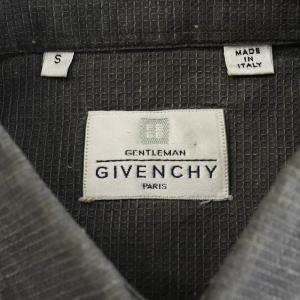 S
MADE
IN
ITALY
GENTLEMAN
GIVENCHY
PARIS